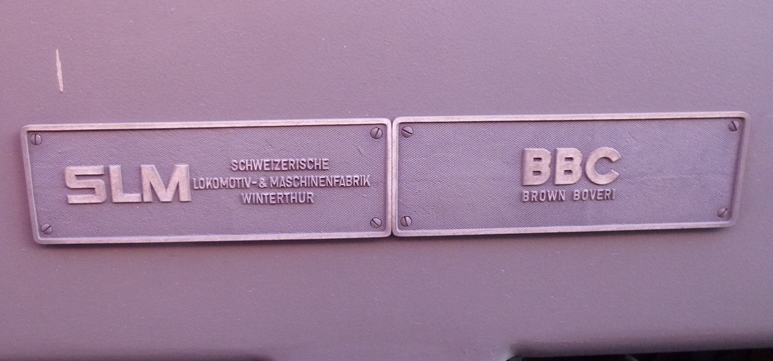 SLM
SCHWEIZERISCHE
LOKOMOTIV-& MASCHINENFABRIK
WINTERTHUR
BBC
BROWN BOVERI